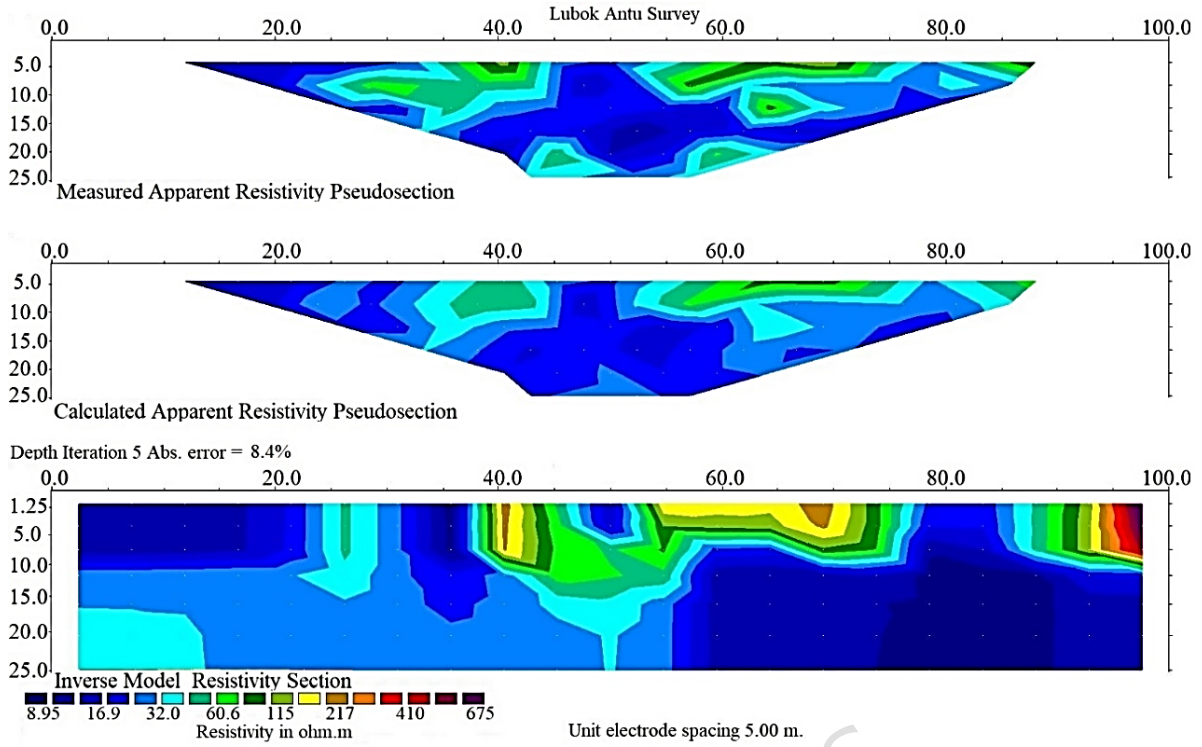 Lubok Antu Survey
0.0 20.0 40.0 60.0 80.0 100.0
5.0
10.0
15.0
20.0
25.0
Measured Apparent Resistivity Pseudosection
0.0 20.0 40.0 60.0 80.0 100.0
5.0
10.0
15.0
20.0
25.0
Calculated Apparent Resistivity Pseudosection
Depth Iteration 5 Abs. error = 8.4%
0.0 20.0 40.0 60.0 80.0 100.0
1.25
5.0
10.0
15.0
20.0
25.0
Inverse Model Resistivity Section
8.95 16.9 32.0 60.6 115 217 410 675
Resistivity in ohm.m
Unit electrode spacing 5.00 m.